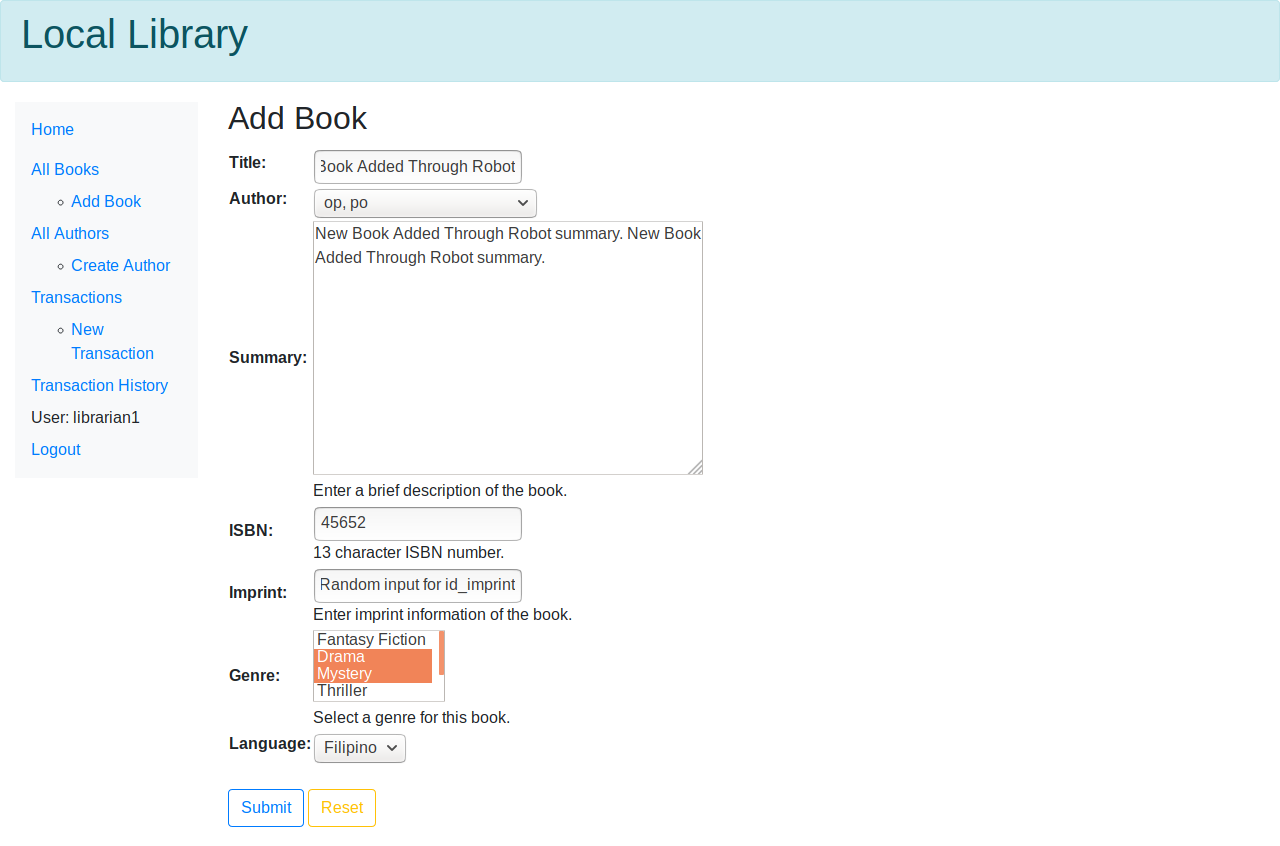 Local Library
Home
All Books
Add Book
All Authors
Create Author
Transactions
New
Transaction
Transaction History
User: librarian1
Logout
Add Book
Title:
Book Added Through Robot
Author:
op, po
Summary:
New Book Added Through Robot summary. New Book
Added Through Robot summary.
Enter a brief description of the book.
ISBN:
45652
13 character ISBN number.
Imprint:
Random input for id_imprint
Enter imprint information of the book.
Genre:
Fantasy Fiction
Drama
Mystery
Thriller
Select a genre for this book.
Language:
Filipino
Submit
Reset